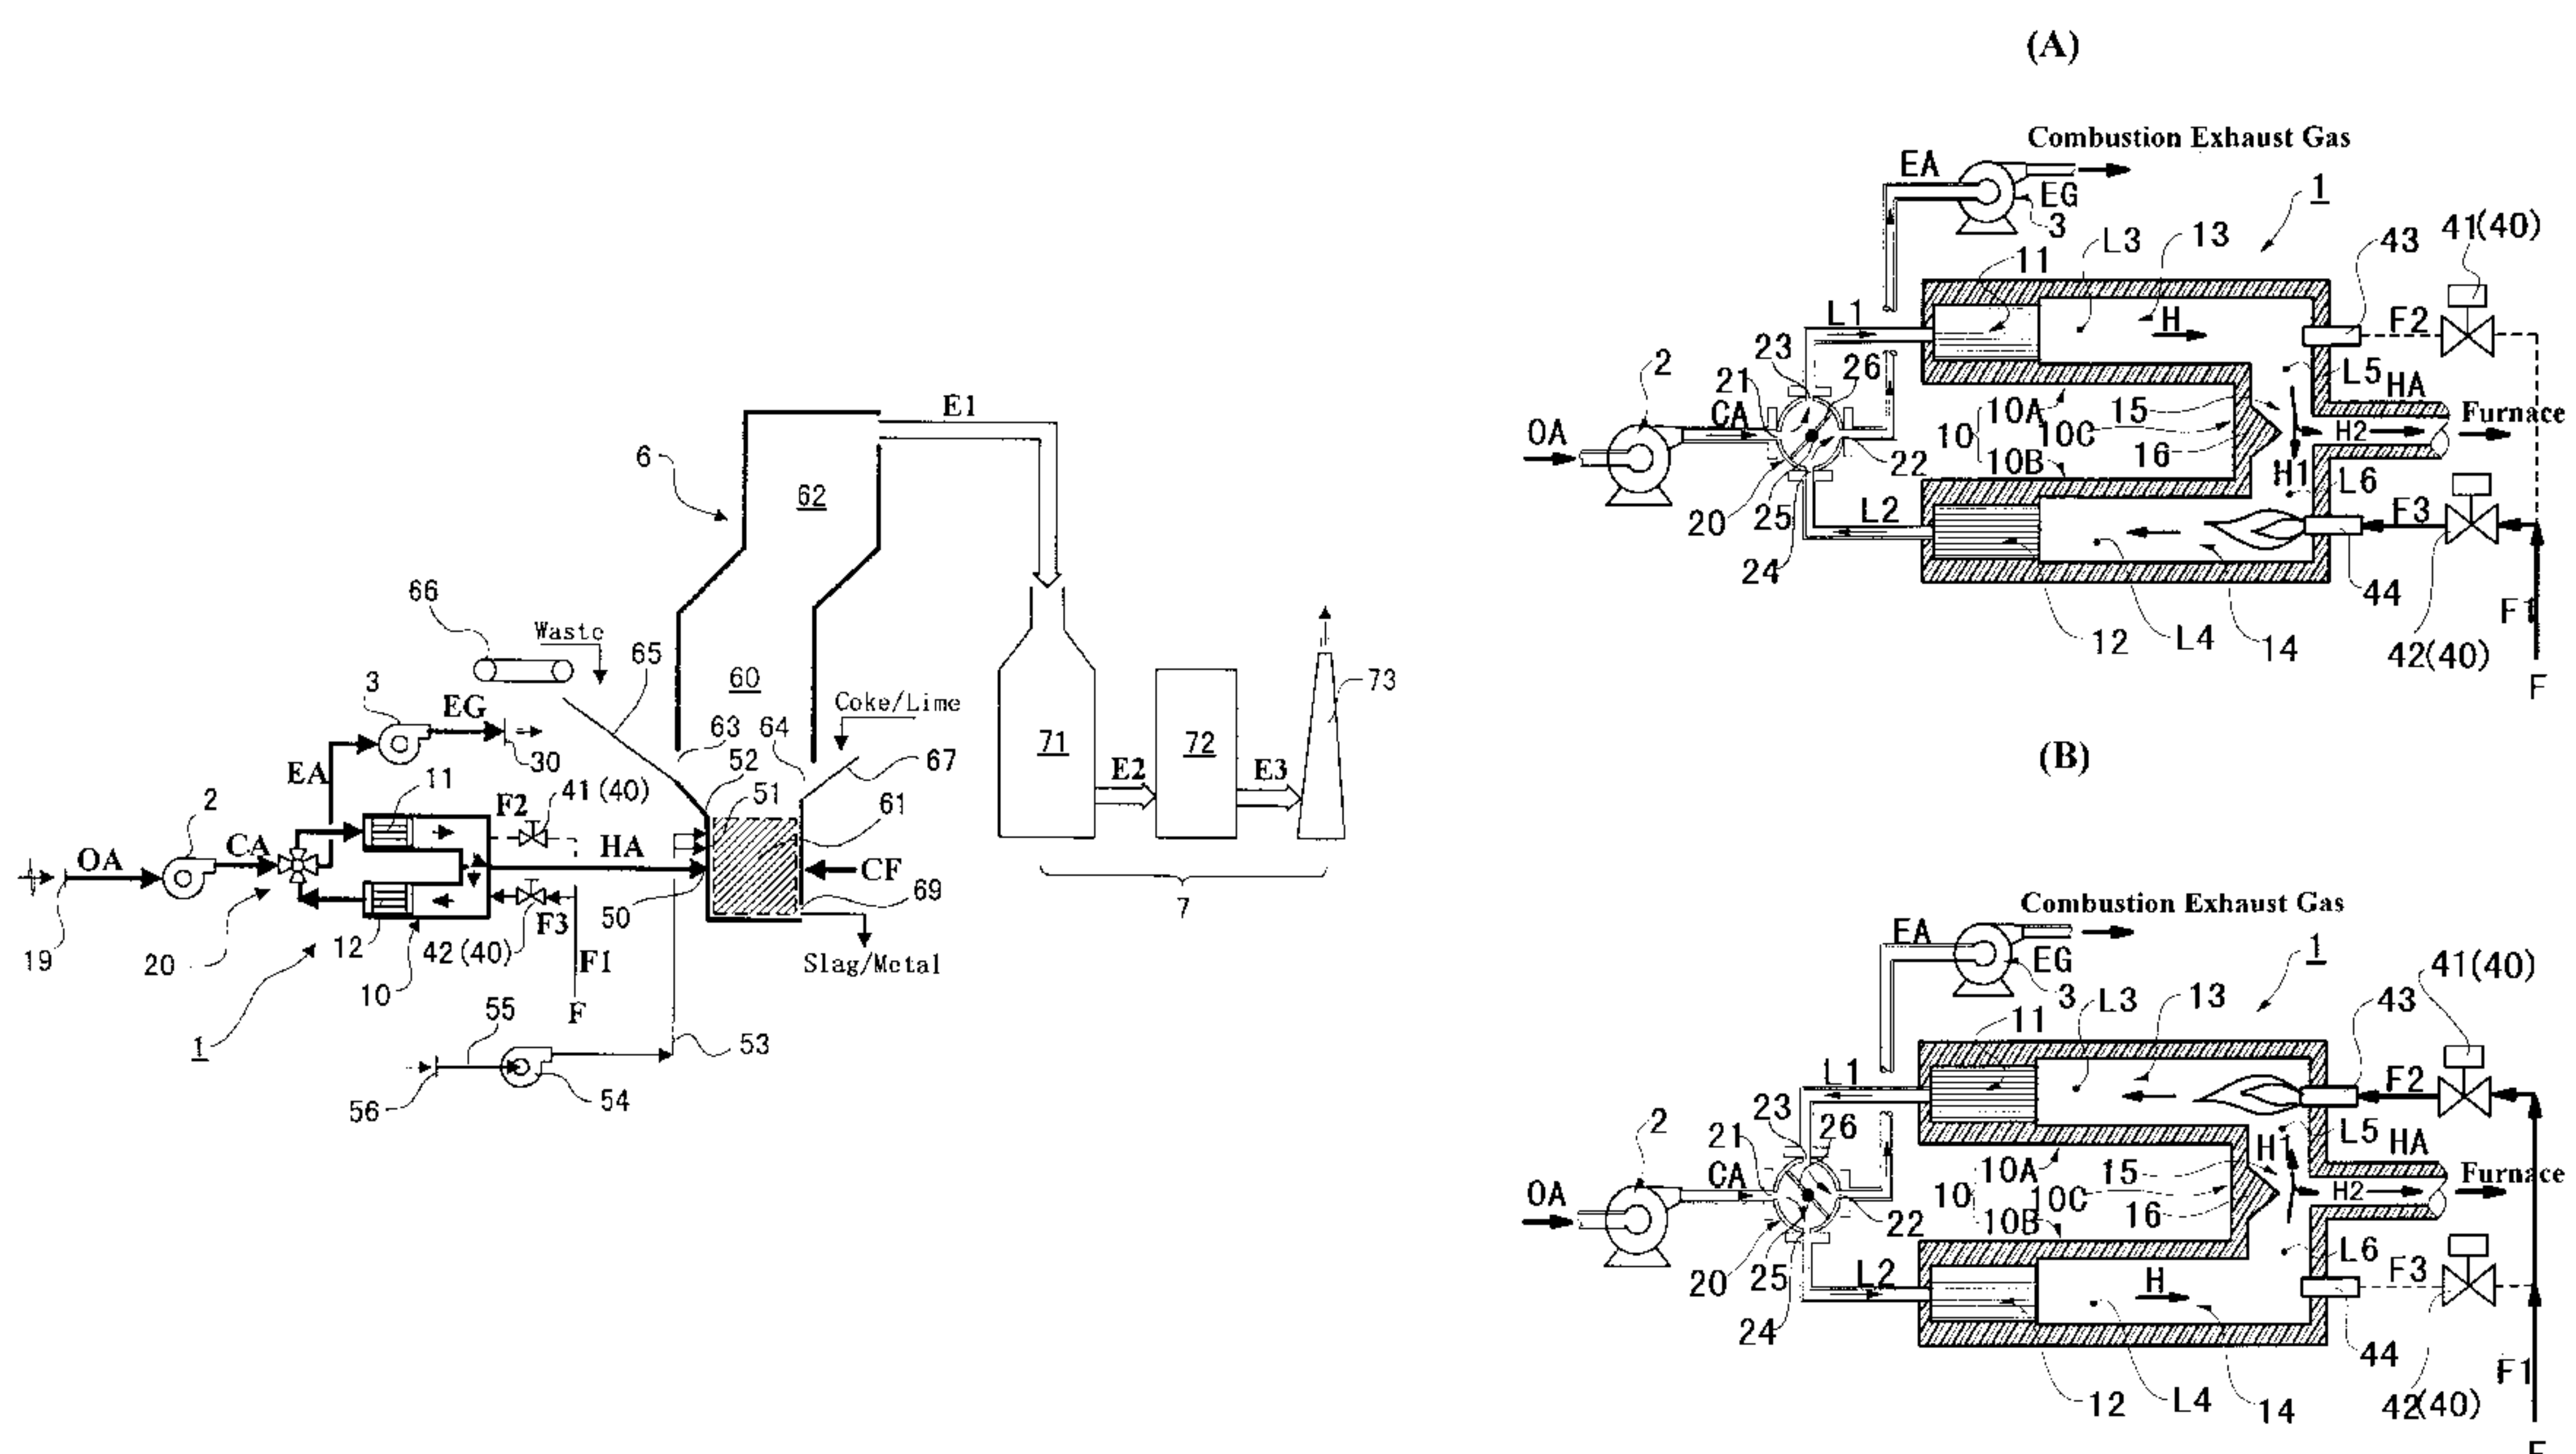 E1
6
62
66
Waste
65
60
Coke/Lime
3
EG
63
64
30
52
67
EA
11
F2
41(40)
51
61
71
72
73
2
E2
E3
OA
CA
HA
CF
69
50
7
19
20
12
F3
42(40)
F1
Slag/Metal
10
F
1
55
53
56
54
(A)
Combustion Exhaust Gas
EA
EG
3
1
41(40)
L3
13
43
11
L1
H
F2
23
26
2
21
L5
HA
CA
10A
15
Furnace
OA
10
10C
H2
10B
16
22
H1
L6
20
25
L2
F3
24
44
F1
12
L4
14
42(40)
F
(B)
Combustion Exhaust Gas
EA
EG
1
41(40)
3
L3
13
43
11
L1
F2
23
26
2
21
H1
L5
HA
CA
10A
15
Furnace
OA
10
10C
H2
10B
16
22
L6
20
25
L2
H
F3
24
44
F1
12
L4
14
42(40)
F